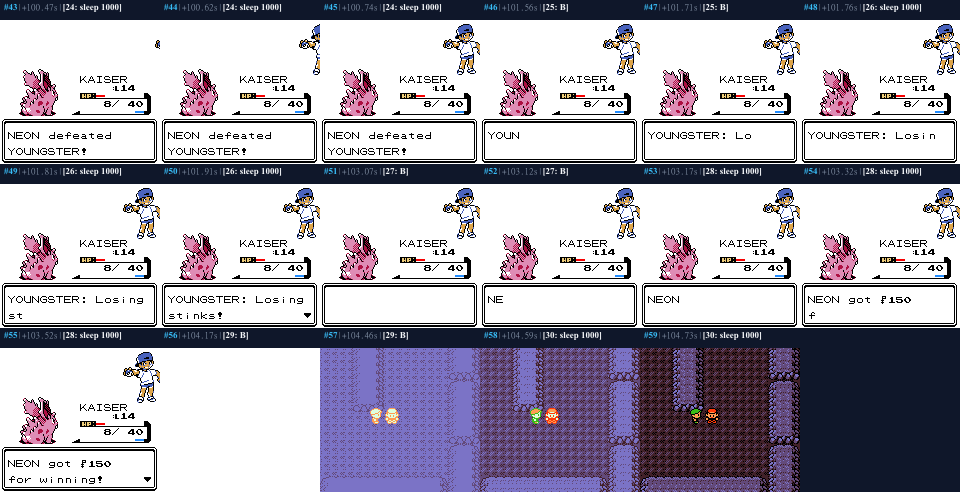 #43 | +100.47s | [24: sleep 1000]
#44 | +100.62s | [24: sleep 1000]
#45 | +100.74s | [24: sleep 1000]
#46 | +101.56s | [25: B]
#47 | +101.71s | [25: B]
#48 | +101.76s | [26: sleep 1000]
KAISER
:L14
HP:
8/ 40
NEON defeated
YOUNGSTER!
KAISER
:L14
HP:
8/ 40
NEON defeated
YOUNGSTER!
KAISER
:L14
HP:
8/ 40
NEON defeated
YOUNGSTER!
KAISER
:L14
HP:
8/ 40
YOUN
KAISER
:L14
HP:
8/ 40
YOUNGSTER: Lo
KAISER
:L14
HP:
8/ 40
YOUNGSTER: Losin
#49 | +101.81s | [26: sleep 1000]
#50 | +101.91s | [26: sleep 1000]
#51 | +103.07s | [27: B]
#52 | +103.12s | [27: B]
#53 | +103.17s | [28: sleep 1000]
#54 | +103.32s | [28: sleep 1000]
KAISER
:L14
HP:
8/ 40
YOUNGSTER: Losing
st
KAISER
:L14
HP:
8/ 40
YOUNGSTER: Losing
stinks!
KAISER
:L14
HP:
8/ 40
KAISER
:L14
HP:
8/ 40
NE
KAISER
:L14
HP:
8/ 40
NEON
KAISER
:L14
HP:
8/ 40
NEON got ₽150
f
#55 | +103.52s | [28: sleep 1000]
#56 | +104.17s | [29: B]
#57 | +104.46s | [29: B]
#58 | +104.59s | [30: sleep 1000]
#59 | +104.73s | [30: sleep 1000]
KAISER
:L14
HP:
8/ 40
NEON got ₽150
for winning!